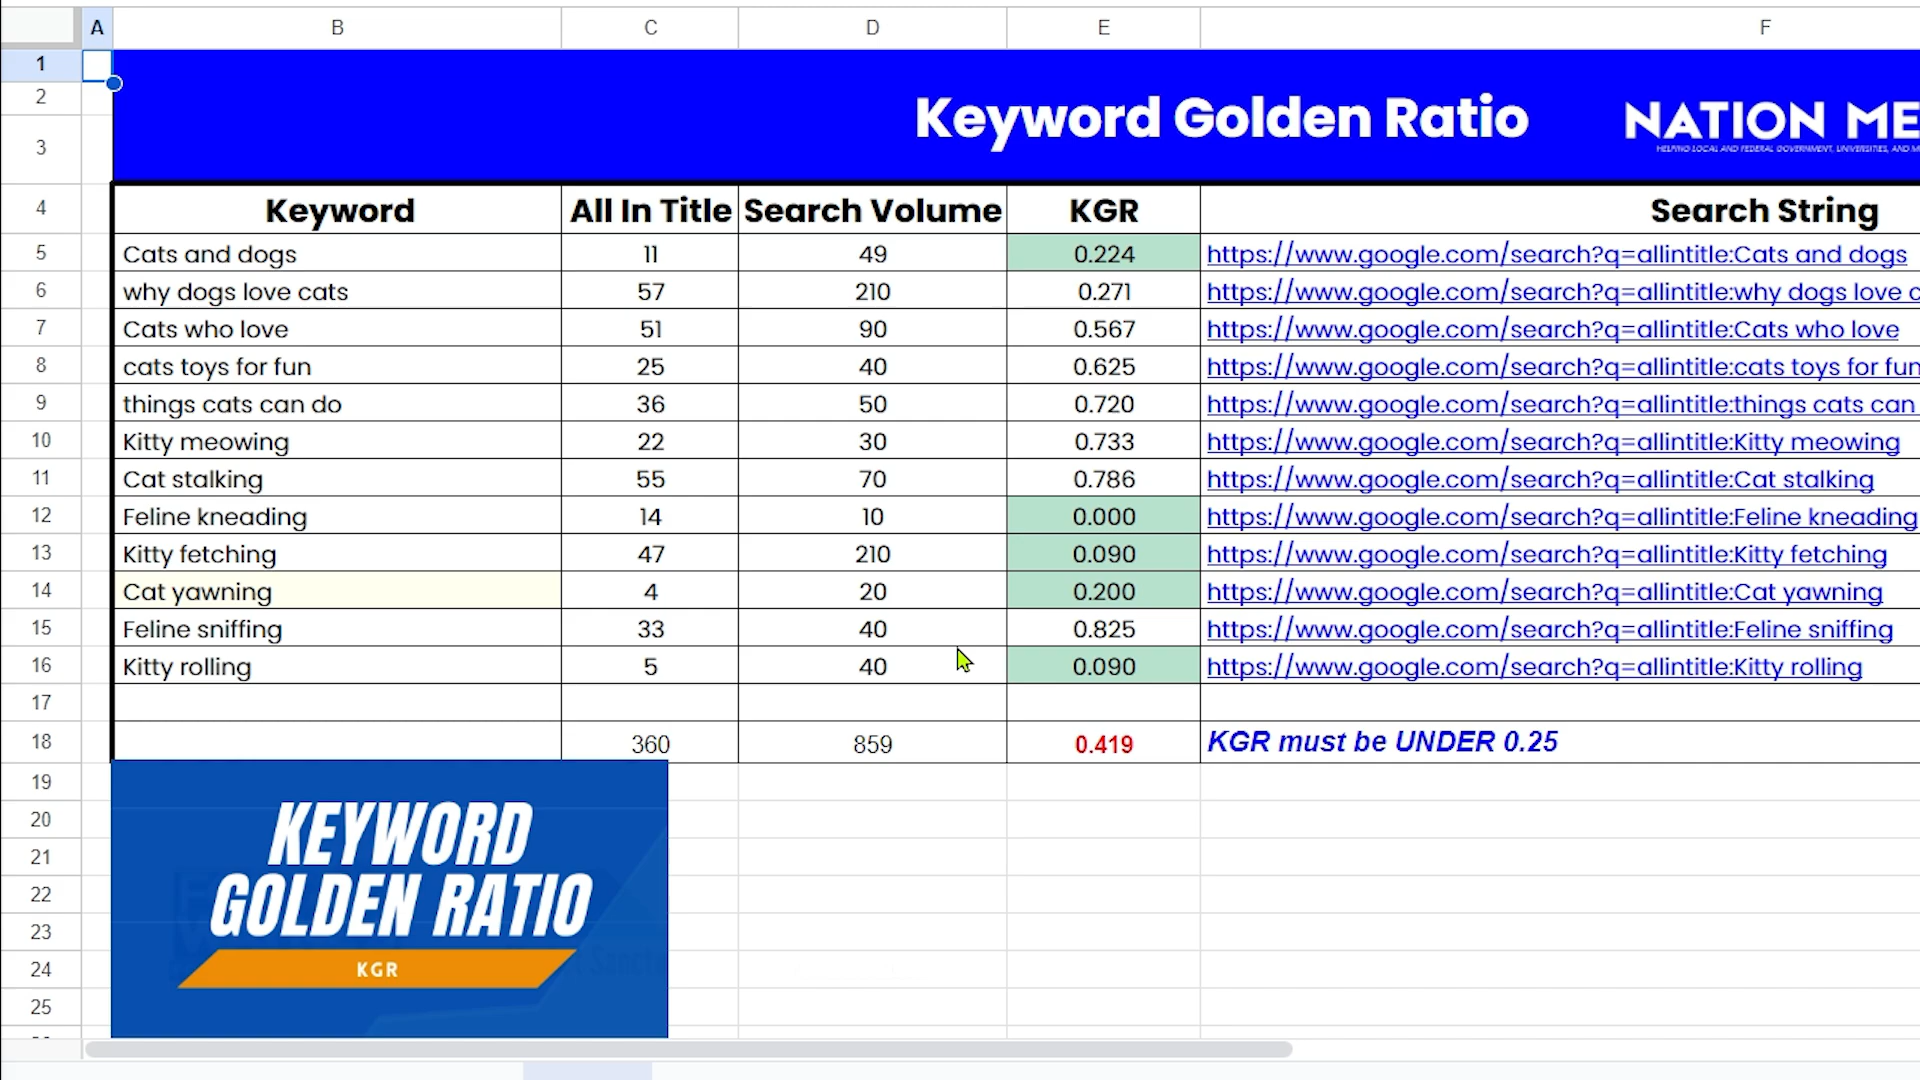 A B C D E F
1
2
3
Keyword Golden Ratio NATION ME
HELPING LOCAL AND FEDERAL GOVERNMENT, UNIVERSITIES, AND M
4 Keyword All In Title Search Volume KGR Search String
5 Cats and dogs 11 49 0.224 https://www.google.com/search?q=allintitle:Cats and dogs
6 why dogs love cats 57 210 0.271 https://www.google.com/search?q=allintitle:why dogs love c
7 Cats who love 51 90 0.567 https://www.google.com/search?q=allintitle:Cats who love
8 cats toys for fun 25 40 0.625 https://www.google.com/search?q=allintitle:cats toys for fun
9 things cats can do 36 50 0.720 https://www.google.com/search?q=allintitle:things cats can
10 Kitty meowing 22 30 0.733 https://www.google.com/search?q=allintitle:Kitty meowing
11 Cat stalking 55 70 0.786 https://www.google.com/search?q=allintitle:Cat stalking
12 Feline kneading 14 10 0.000 https://www.google.com/search?q=allintitle:Feline kneading
13 Kitty fetching 47 210 0.090 https://www.google.com/search?q=allintitle:Kitty fetching
14 Cat yawning 4 20 0.200 https://www.google.com/search?q=allintitle:Cat yawning
15 Feline sniffing 33 40 0.825 https://www.google.com/search?q=allintitle:Feline sniffing
16 Kitty rolling 5 40 0.090 https://www.google.com/search?q=allintitle:Kitty rolling
17
18 360 859 0.419 KGR must be UNDER 0.25
19
20
21
22
23
24
25
KEYWORD
GOLDEN RATIO
KGR